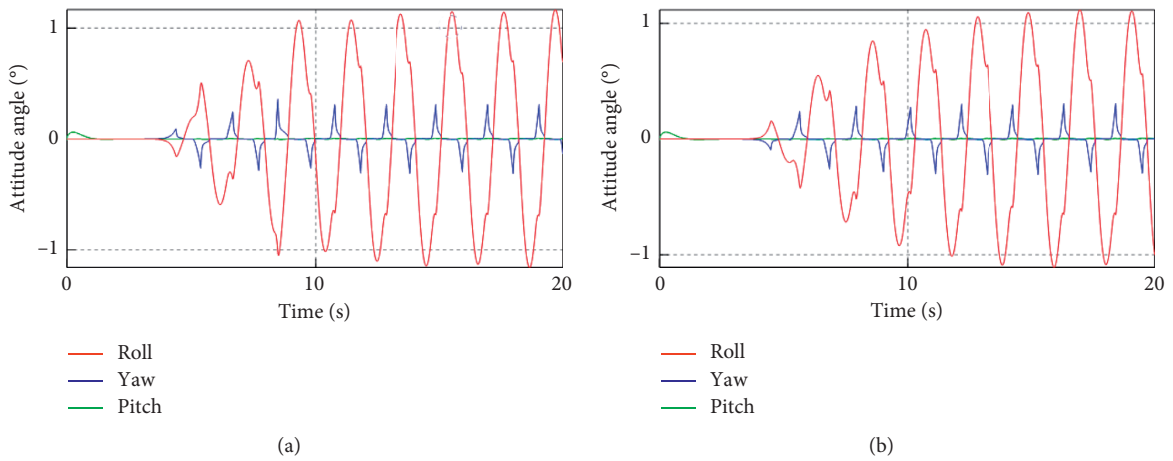 Attitude angle (°)
1
0
−1
0
10
20
Time (s)
Roll
Yaw
Pitch
(a)
Attitude angle (°)
1
0
−1
0
10
20
Time (s)
Roll
Yaw
Pitch
(b)